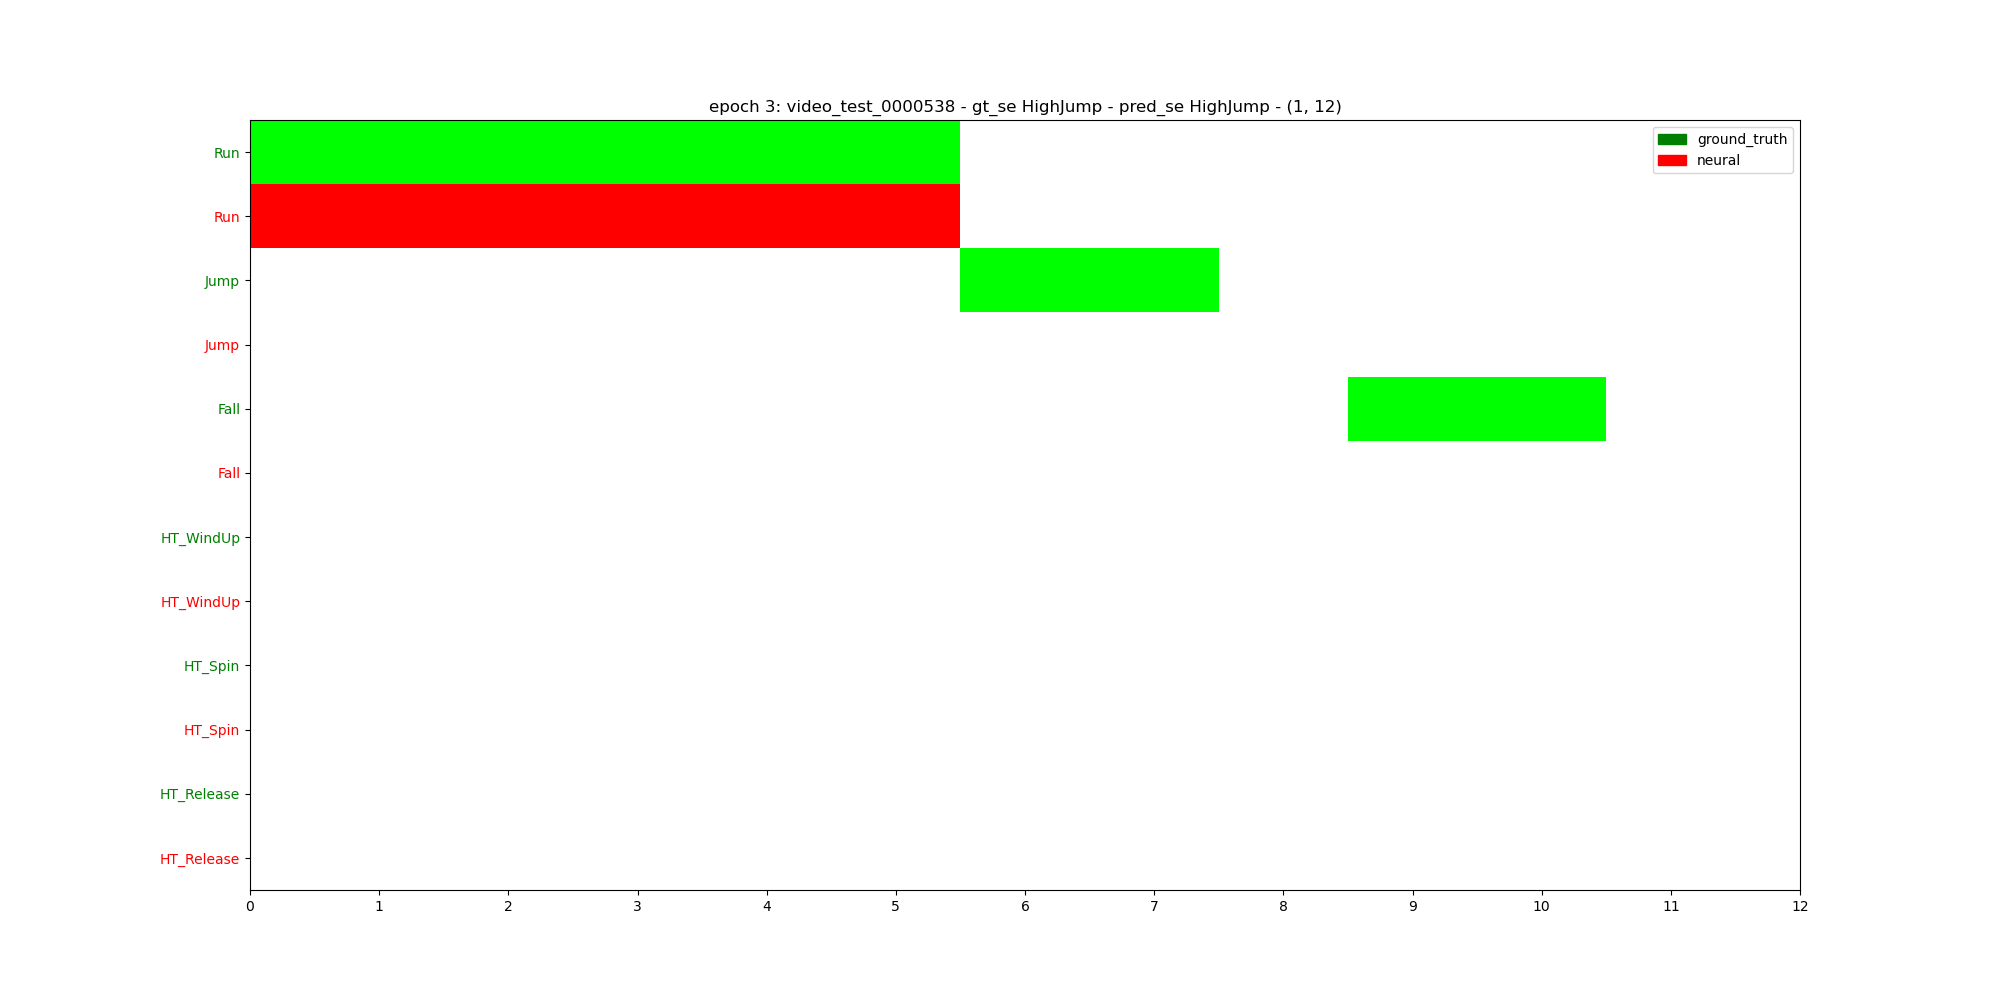 epoch 3: video_test_0000538 - gt_se HighJump - pred_se HighJump - (1, 12)
ground_truth
neural
Run
Run
Jump
Jump
Fall
Fall
HT_WindUp
HT_WindUp
HT_Spin
HT_Spin
HT_Release
HT_Release
0 1 2 3 4 5 6 7 8 9 10 11 12